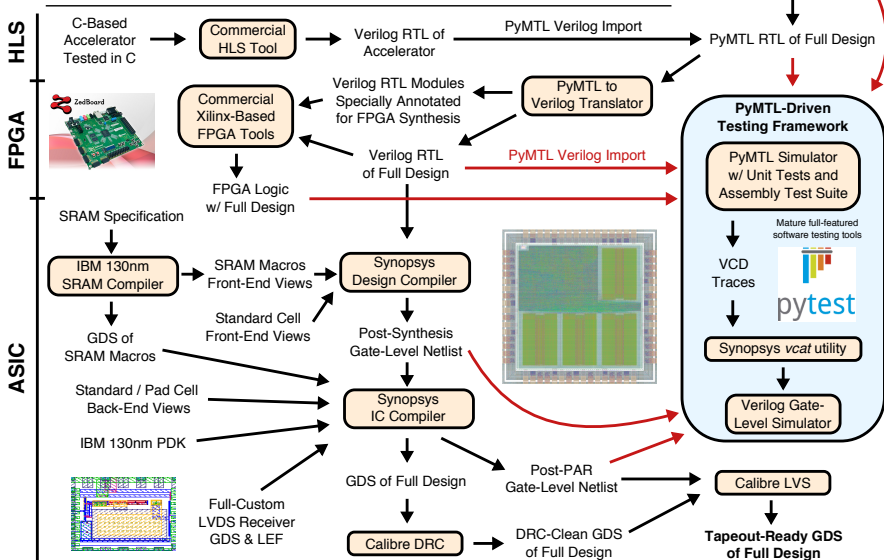 HLS
C-Based
Accelerator
Tested in C
Commercial
HLS Tool
Verilog RTL of
Accelerator
PyMTL Verilog Import
PyMTL RTL of Full Design
FPGA
ZedBoard
Commercial
Xilinx-Based
FPGA Tools
Verilog RTL Modules
Specially Annotated
for FPGA Synthesis
PyMTL to
Verilog Translator
Verilog RTL
of Full Design
PyMTL Verilog Import
FPGA Logic
w/ Full Design
PyMTL-Driven
Testing Framework
PyMTL Simulator
w/ Unit Tests and
Assembly Test Suite
Mature full-featured
software testing tools
VCD
Traces
pytest
Synopsys vcat utility
Verilog Gate-
Level Simulator
ASIC
SRAM Specification
IBM 130nm
SRAM Compiler
SRAM Macros
Front-End Views
Synopsys
Design Compiler
Standard Cell
Front-End Views
GDS of
SRAM Macros
Post-Synthesis
Gate-Level Netlist
Standard / Pad Cell
Back-End Views
Synopsys
IC Compiler
IBM 130nm PDK
Full-Custom
LVDS Receiver
GDS & LEF
GDS of Full Design
Post-PAR
Gate-Level Netlist
Calibre LVS
Calibre DRC
DRC-Clean GDS
of Full Design
Tapeout-Ready GDS
of Full Design